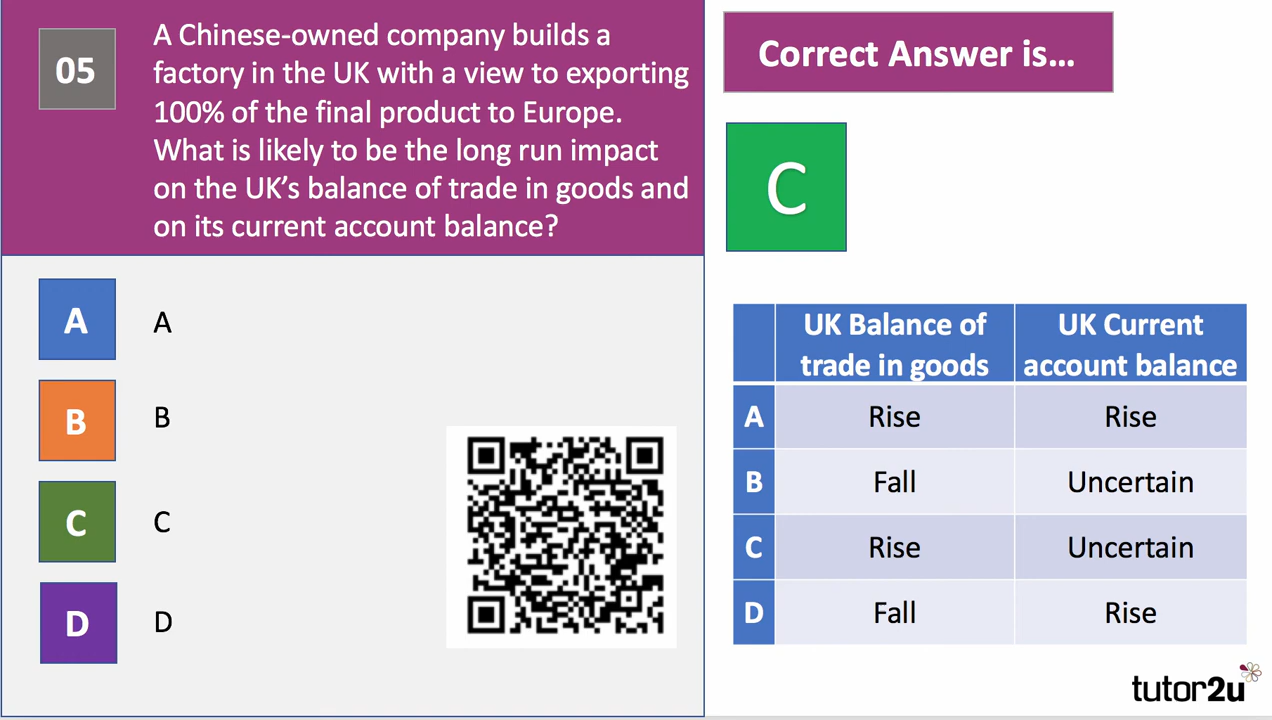 05
A Chinese-owned company builds a
factory in the UK with a view to exporting
100% of the final product to Europe.
What is likely to be the long run impact
on the UK’s balance of trade in goods and
on its current account balance?
A A
B B
C C
D D
Correct Answer is...
C
UK Balance of trade in goods UK Current account balance
A Rise Rise
B Fall Uncertain
C Rise Uncertain
D Fall Rise
tutor2u